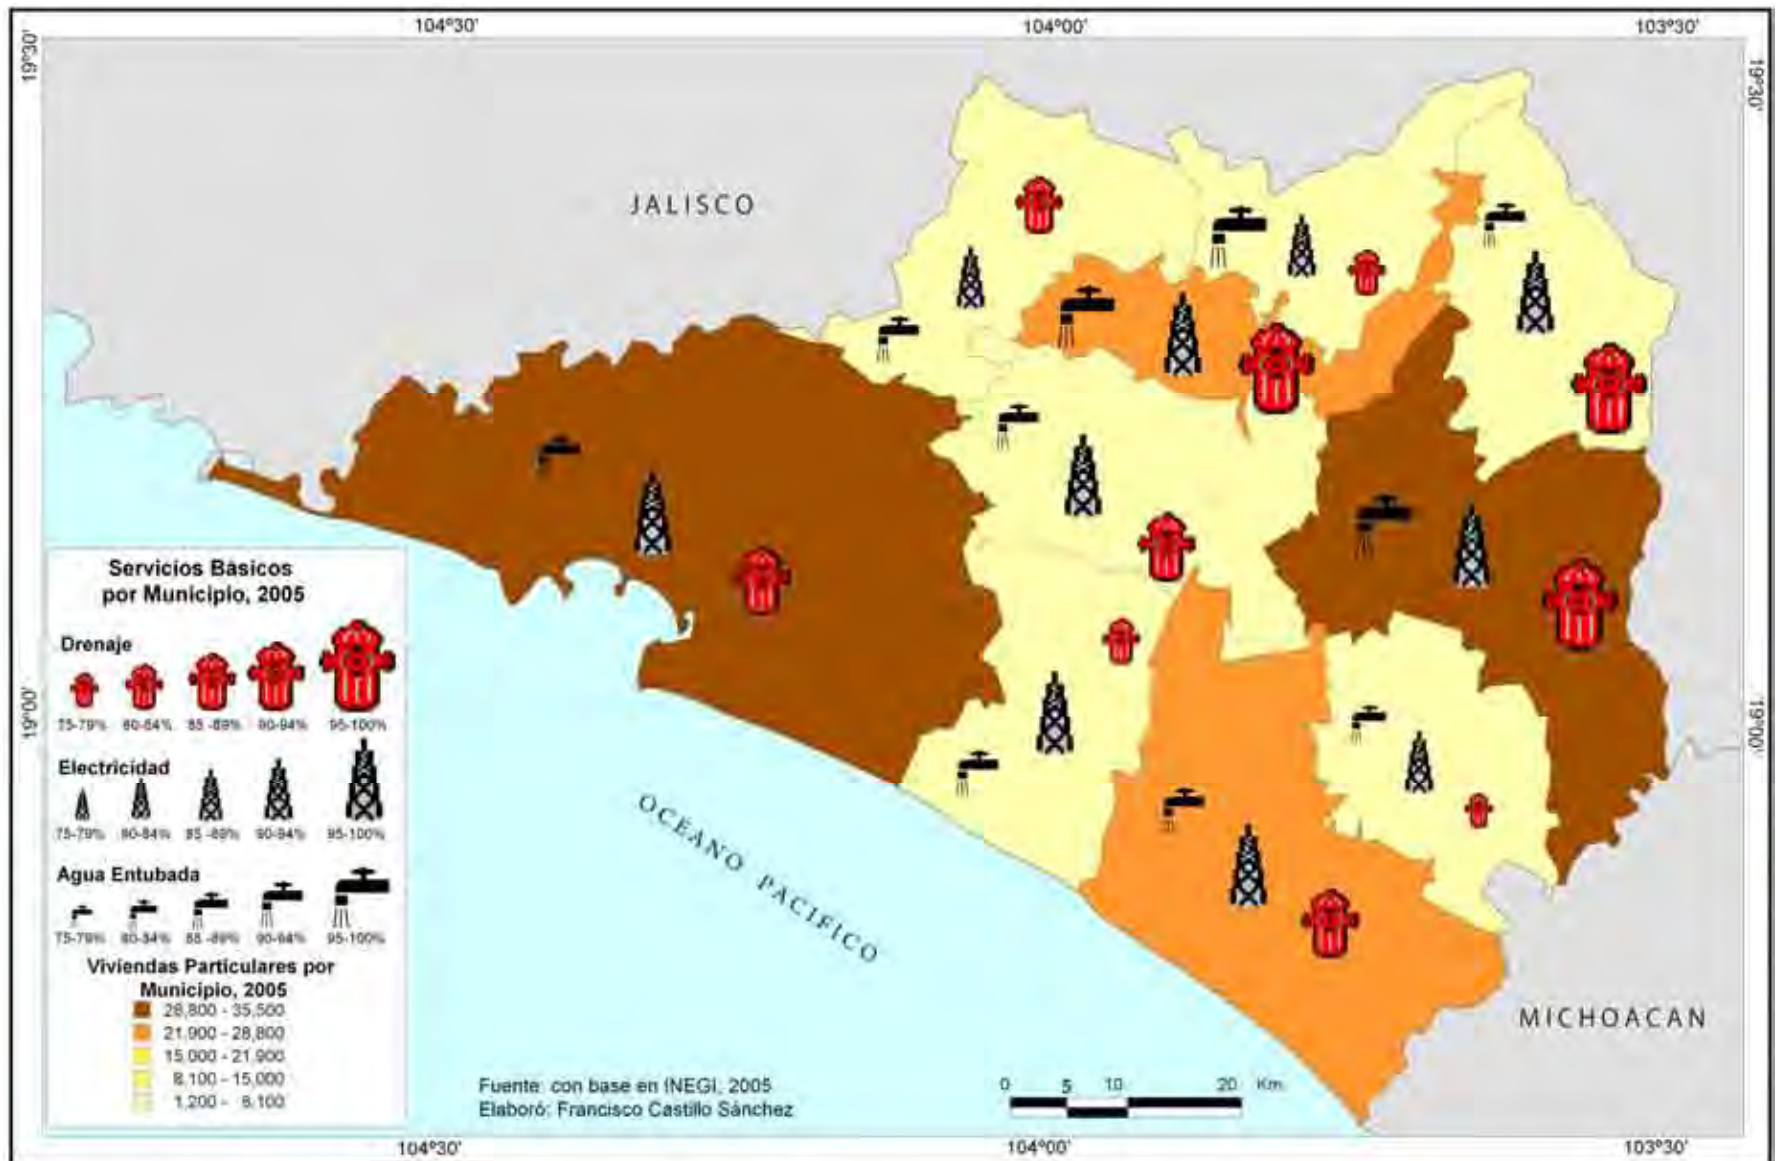 104°30'
104°00'
103°30'
19°30'
19°30'
JALISCO
Servicios Básicos
por Municipio, 2005
Drenaje
75-79% 80-84% 85 -89% 90-94% 95-100%
19°00'
19°00'
Electricidad
75-79% 80-84% 85 -89% 90-94% 95-100%
Agua Entubada
75-79% 80-84% 85 -89% 90-94% 95-100%
Viviendas Particulares por
Municipio, 2005
28,800 - 35,500
21,900 - 28,800
15,000 - 21,900
8,100 - 15,000
1,200 - 8,100
OCÉANO PACIFICO
MICHOACAN
Fuente: con base en INEGI, 2005
Elaboró: Francisco Castillo Sánchez
0 5 10 20 Km
104°30'
104°00'
103°30'